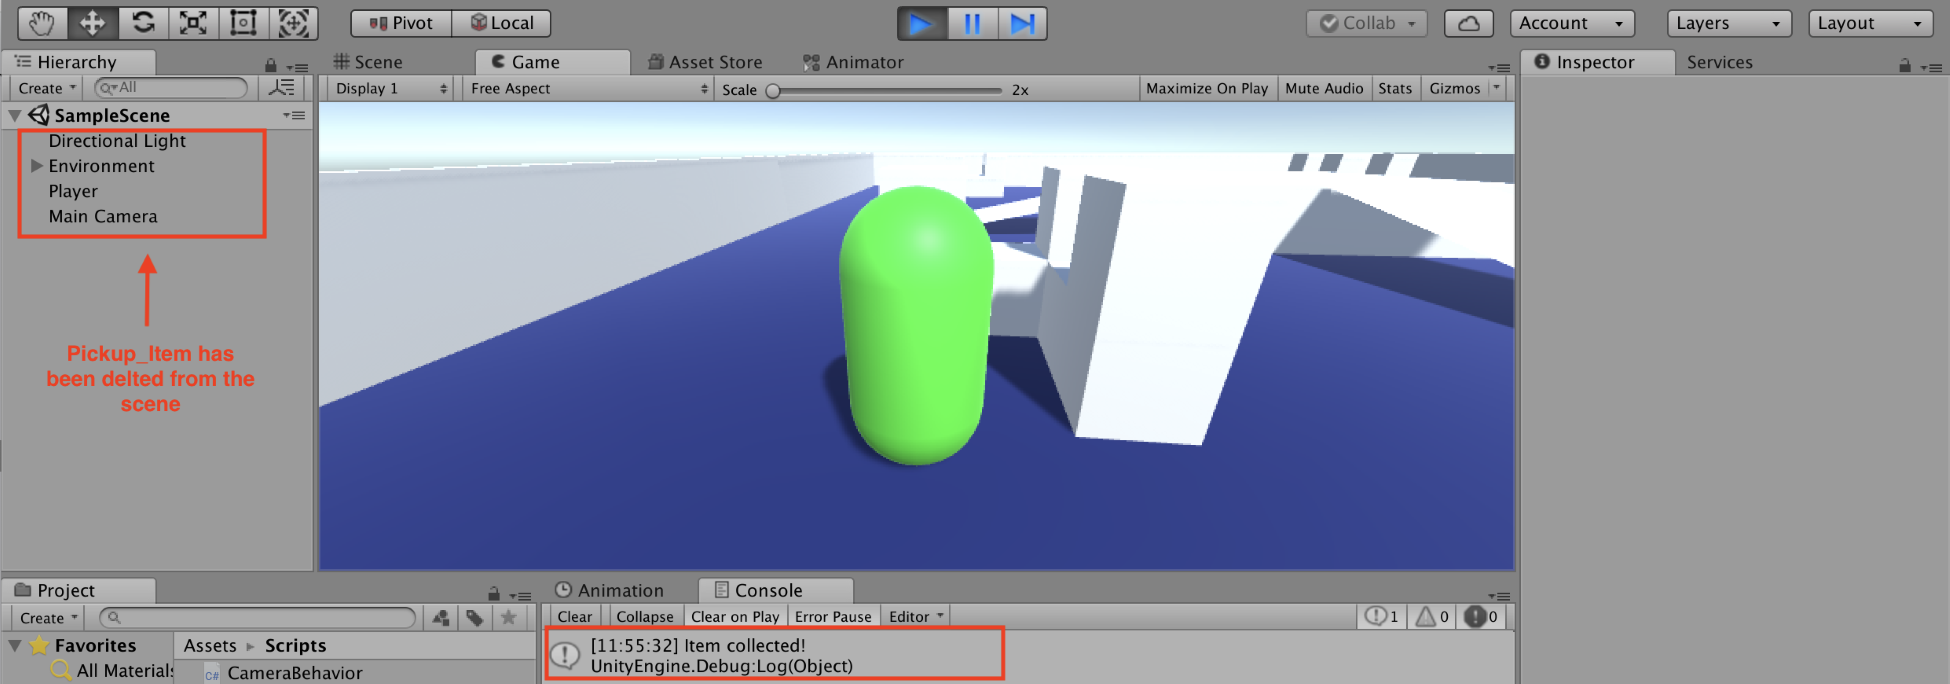 Pivot
Local
Collab
Account
Layers
Layout
Hierarchy
Scene
Game
Asset Store
Animator
Inspector
Services
Create
All
Display 1
Free Aspect
Scale
2x
Maximize On Play
Mute Audio
Stats
Gizmos
SampleScene
Directional Light
Environment
Player
Main Camera
Pickup_Item has
been delted from the
scene
Project
Animation
Console
Create
Clear
Collapse
Clear on Play
Error Pause
Editor
1
0
0
Favorites
Assets
Scripts
[11:55:32] Item collected!
UnityEngine.Debug:Log(Object)
All Materials
C#
CameraBehavior